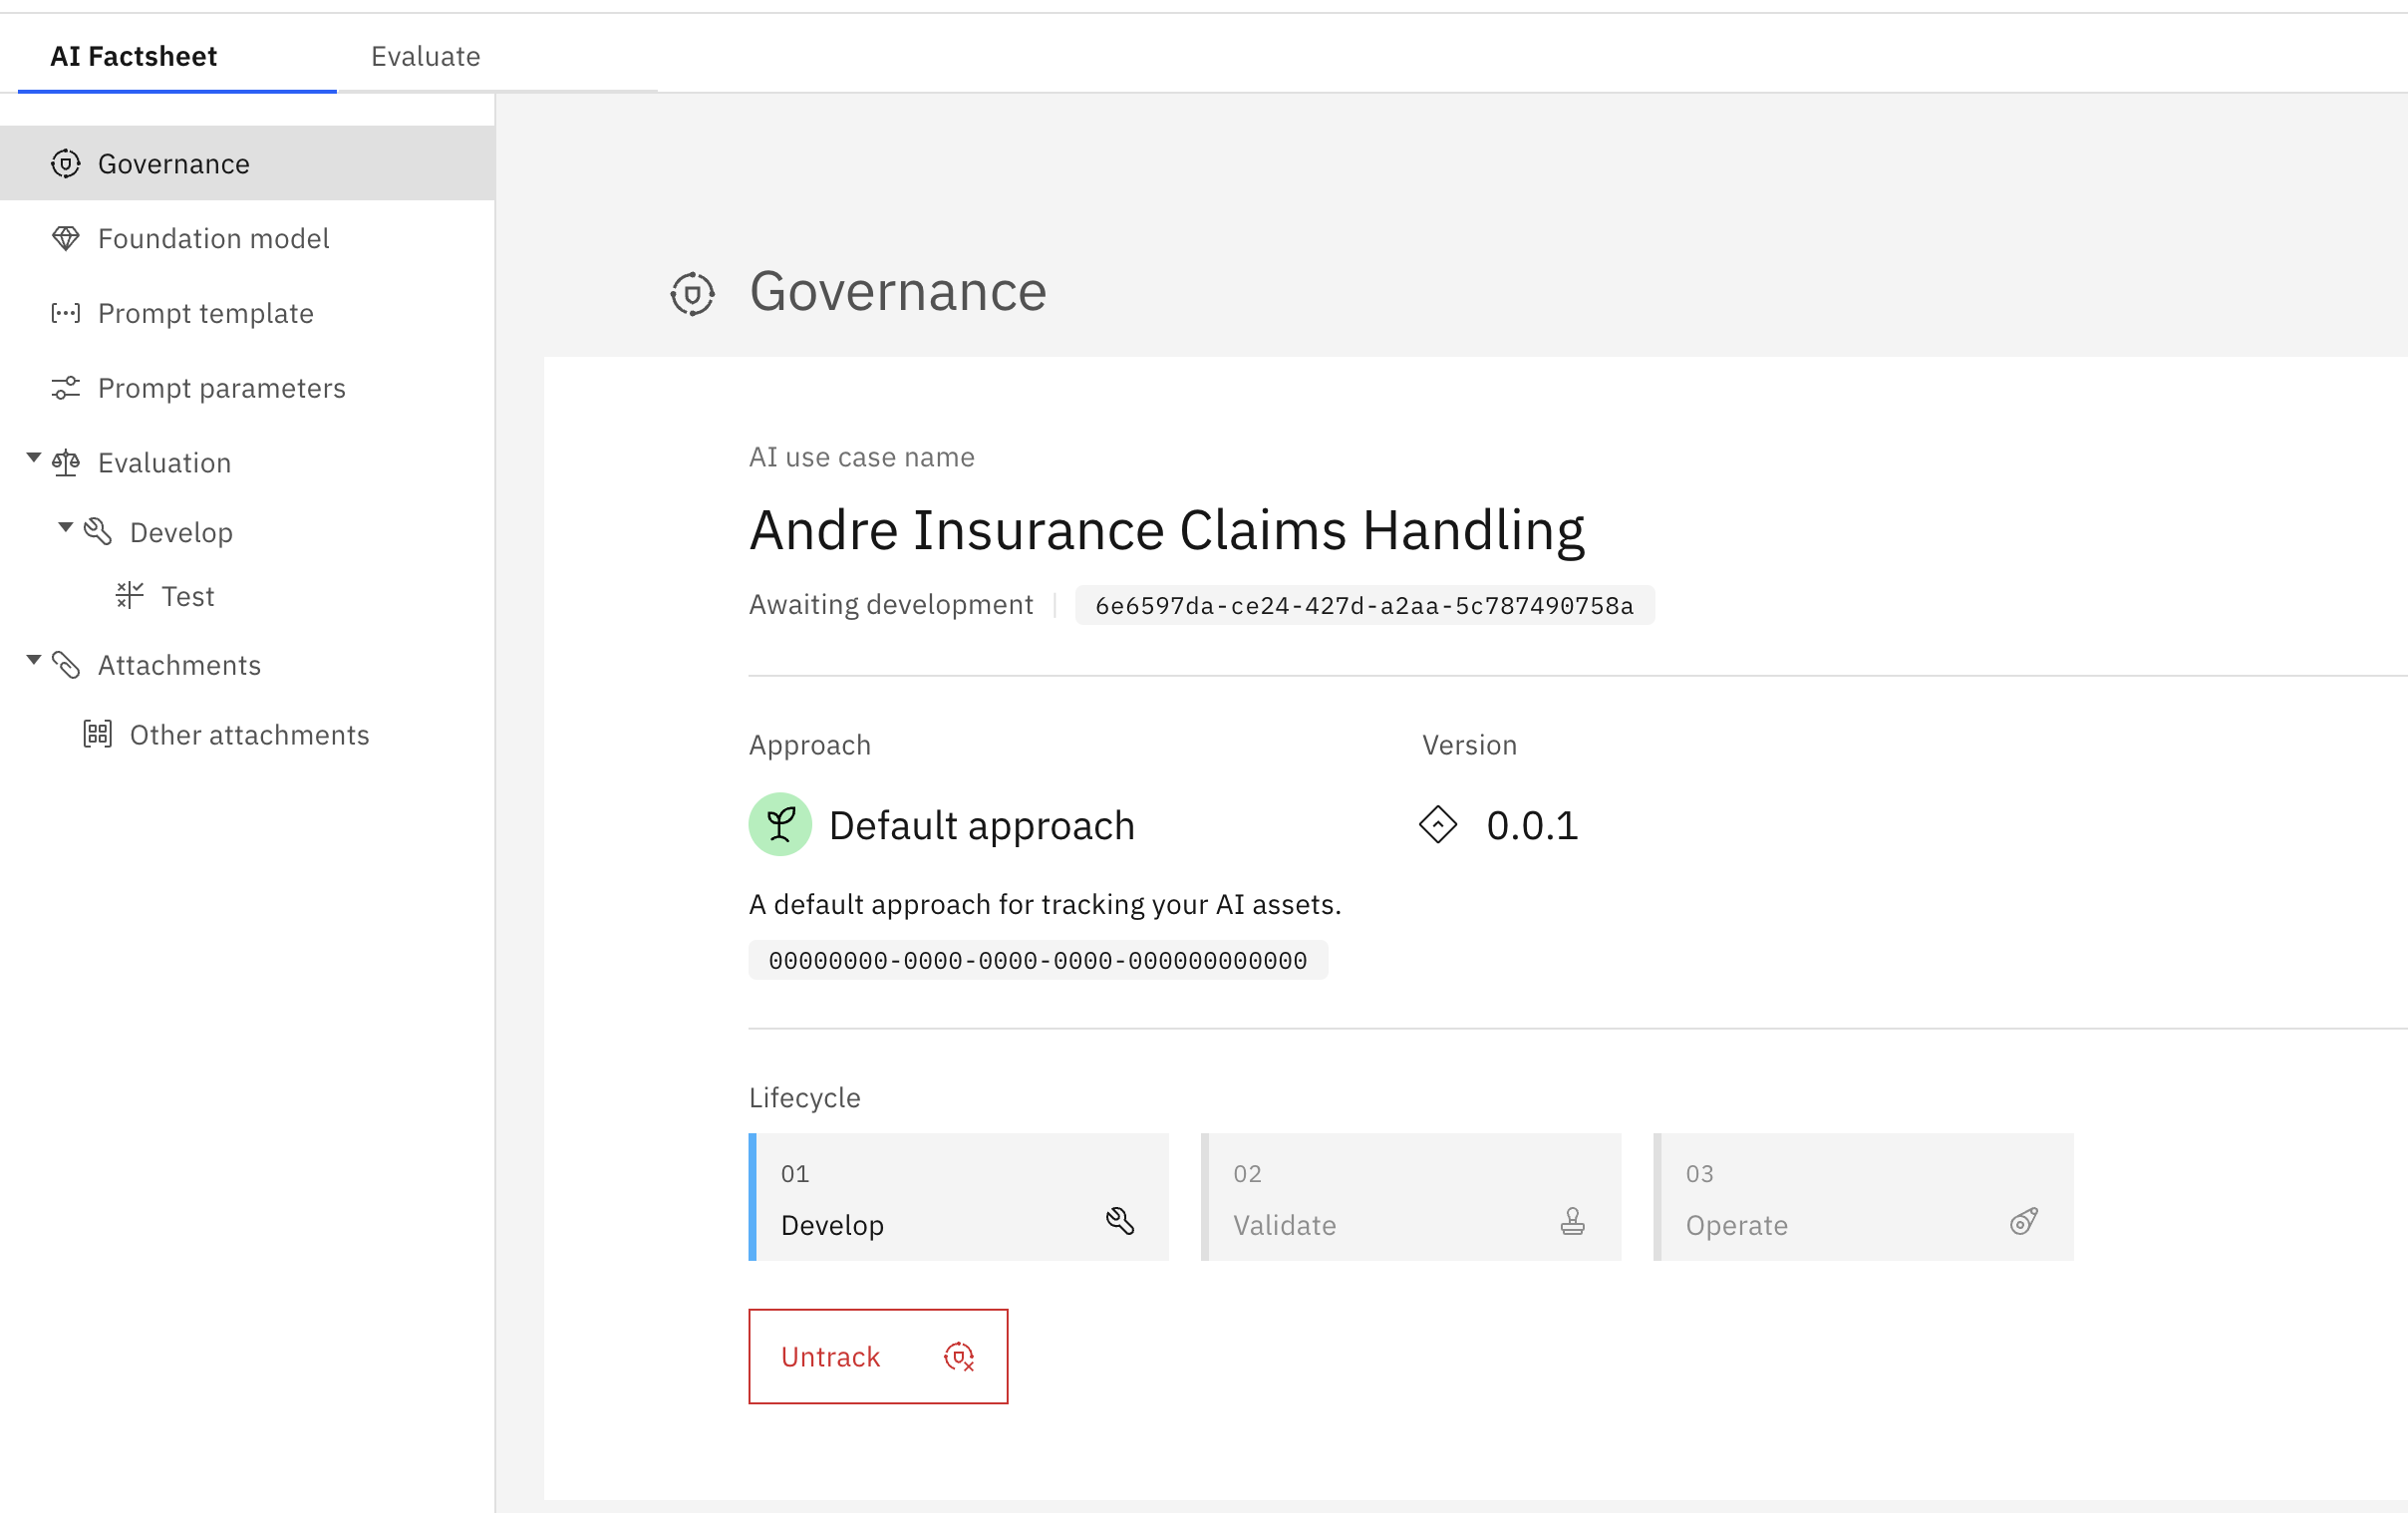 AI Factsheet
Evaluate
Governance
Foundation model
Prompt template
Prompt parameters
Evaluation
Develop
Test
Attachments
Other attachments
Governance
AI use case name
Andre Insurance Claims Handling
Awaiting development
6e6597da-ce24-427d-a2aa-5c787490758a
Approach
Version
Default approach
0.0.1
A default approach for tracking your AI assets.
00000000-0000-0000-0000-000000000000
Lifecycle
01
Develop
02
Validate
03
Operate
Untrack